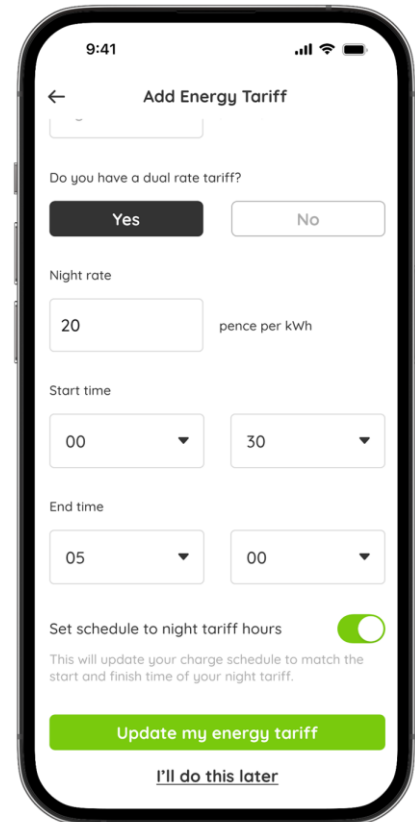 9:41
Add Energy Tariff
Do you have a dual rate tariff?
Yes No
Night rate
20 pence per kWh
Start time
00 30
End time
05 00
Set schedule to night tariff hours
This will update your charge schedule to match the
start and finish time of your night tariff.
Update my energy tariff
I'll do this later